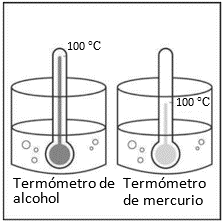 100 °C
100 °C
Termómetro de
alcohol
Termómetro
de mercurio